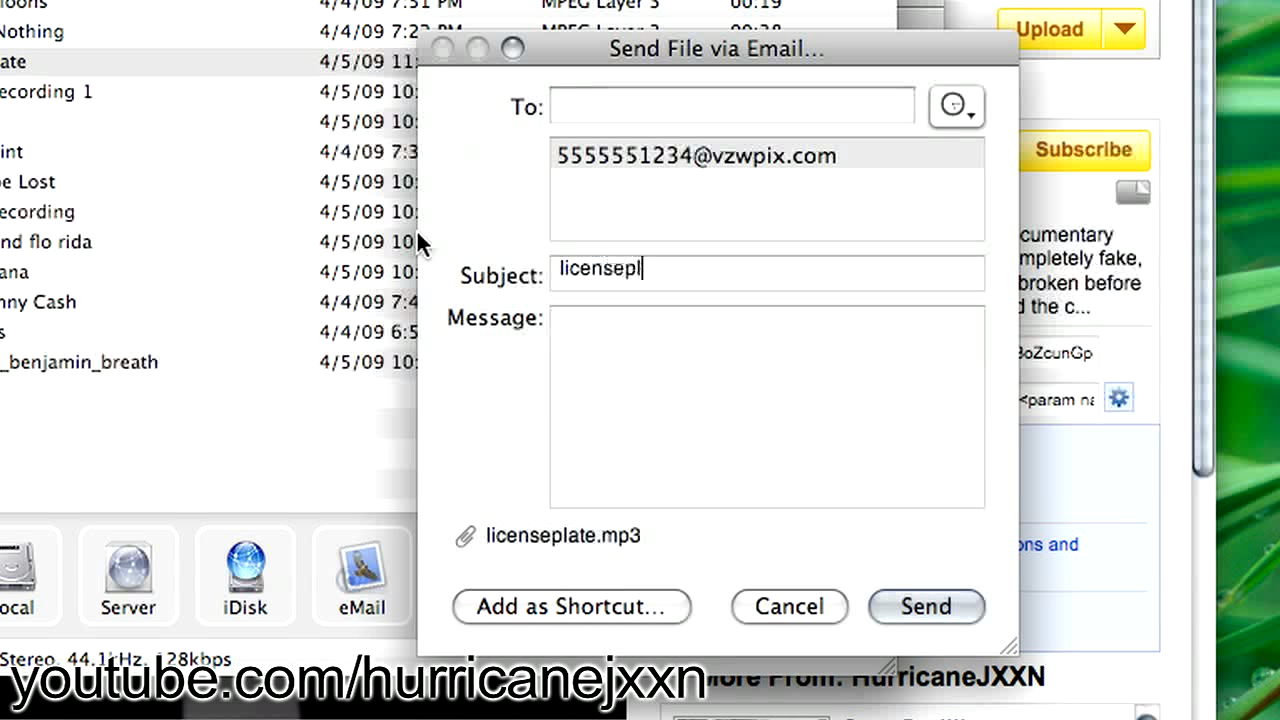 4/4/09 7:51 PM MPEG Layer 3 00:19
Nothing 4/4/09
Upload
Send File via Email...
ate 4/5/09 11:
ecording 1 4/5/09 10:
To:
4/5/09 10:
int 4/4/09 7:3
5555551234@vzwpix.com
Subscribe
e Lost 4/5/09 10:
ecording 4/5/09 10:
nd flo rida 4/5/09 10:
cumentary
mpletely fake,
broken before
d the c...
ana 4/5/09 10:
Subject: licensepl
nny Cash 4/4/09 7:4
Message:
s 4/4/09 6:5
_benjamin_breath 4/5/09 10:
BoZcunGp
<param na
licenseplate.mp3
ons and
ocal Server iDisk eMail
Add as Shortcut... Cancel Send
Stereo, 44.1kHz, 128kbps
youtube.com/hurricanejxxn
More From: HurricaneJXXN